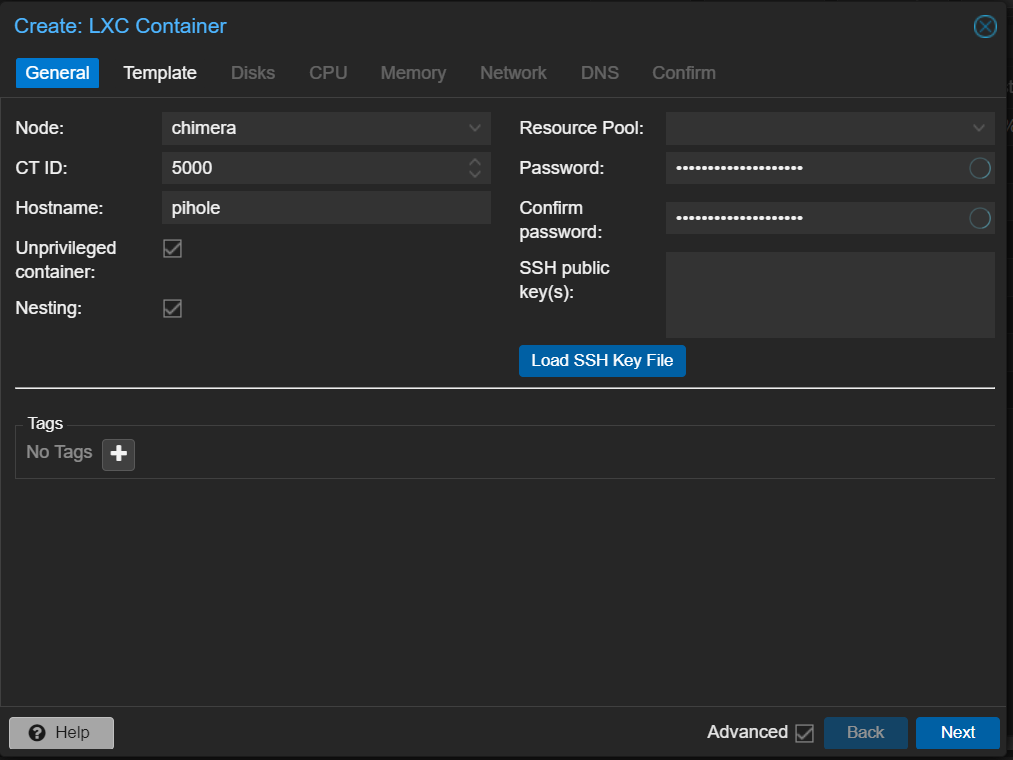 Create: LXC Container
General Template Disks CPU Memory Network DNS Confirm
Node: chimera
CT ID: 5000
Hostname: pihole
Unprivileged
container:
Nesting:
Resource Pool:
Password: ••••••••••••••••••••
Confirm
password: ••••••••••••••••••••
SSH public
key(s):
Load SSH Key File
Tags
No Tags
Help
Advanced Back Next